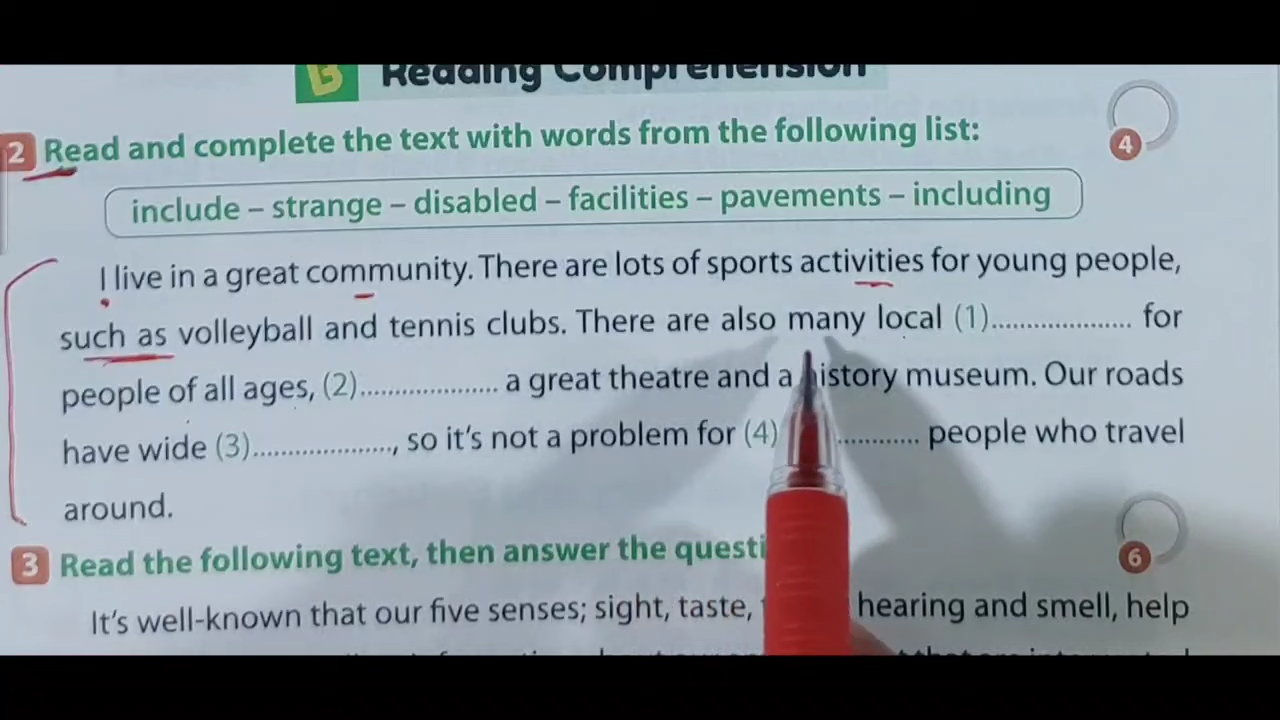 B Reading Comprehension
2 Read and complete the text with words from the following list:
4
include – strange – disabled – facilities – pavements – including
I live in a great community. There are lots of sports activities for young people,
such as volleyball and tennis clubs. There are also many local (1)..................... for
people of all ages, (2)..................... a great theatre and a history museum. Our roads
have wide (3)....................., so it's not a problem for (4)..................... people who travel
around.
3 Read the following text, then answer the questi
6
It's well-known that our five senses; sight, taste, hearing and smell, help